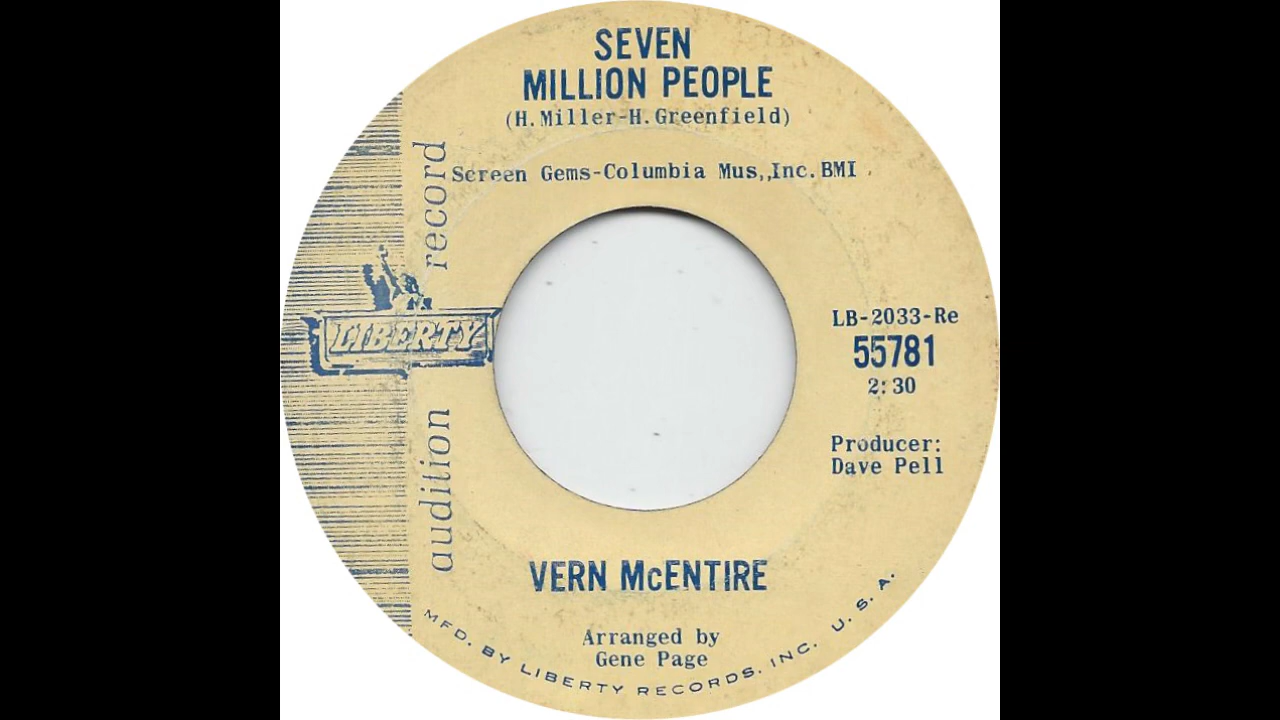 SEVEN
MILLION PEOPLE
(H. Miller-H. Greenfield)
Screen Gems-Columbia Mus,,Inc. BMI
record
LIBERTY
audition
LB-2033-Re
55781
2:30
Producer:
Dave Pell
VERN McENTIRE
Arranged by
Gene Page
MFD. BY LIBERTY RECORDS, INC. U. S. A.